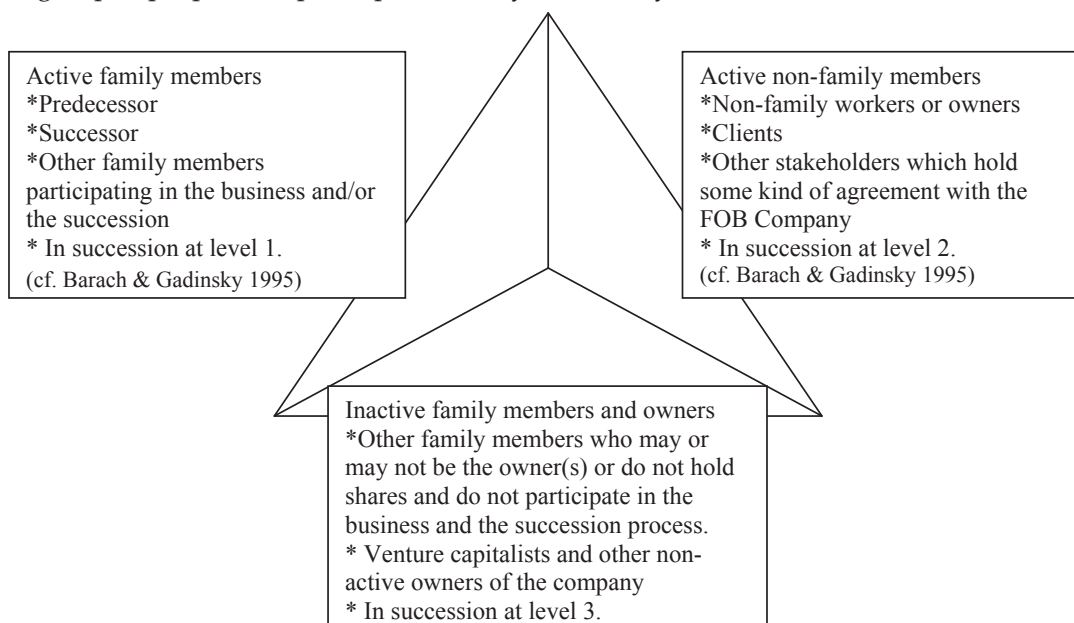 Active family members
*Predecessor
*Successor
*Other family members
participating in the business and/or
the succession
* In succession at level 1.
(cf. Barach & Gadinsky 1995)
Active non-family members
*Non-family workers or owners
*Clients
*Other stakeholders which hold
some kind of agreement with the
FOB Company
* In succession at level 2.
(cf. Barach & Gadinsky 1995)
Inactive family members and owners
*Other family members who may or
may not be the owner(s) or do not hold
shares and do not participate in the
business and the succession process.
* Venture capitalists and other non-
active owners of the company
* In succession at level 3.